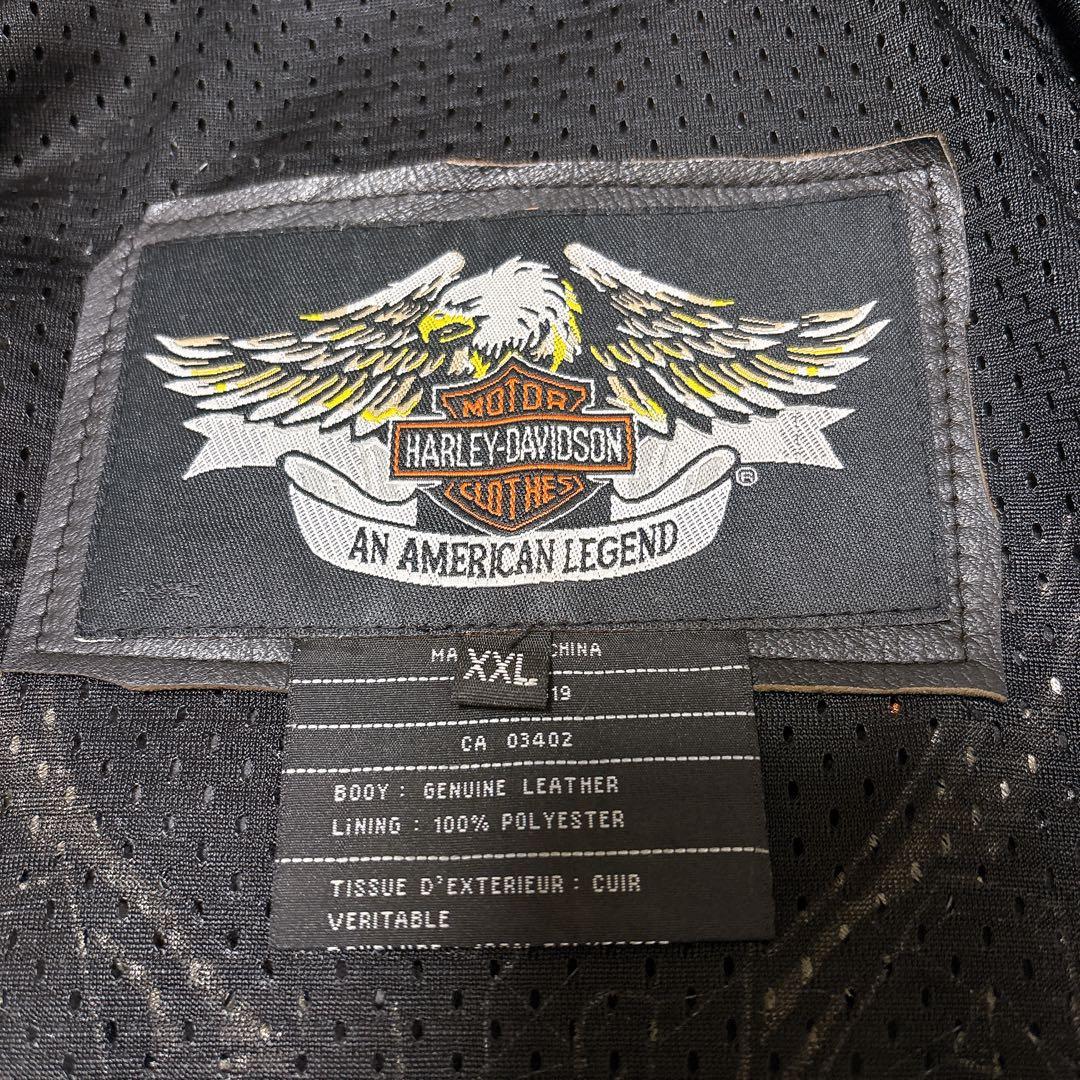 MOTOR
HARLEY-DAVIDSON
CLOTHES
®
AN AMERICAN LEGEND
XXL
MA CHINA
19
CA 03402
BODY : GENUINE LEATHER
LINING : 100% POLYESTER
TISSUE D'EXTERIEUR : CUIR
VERITABLE